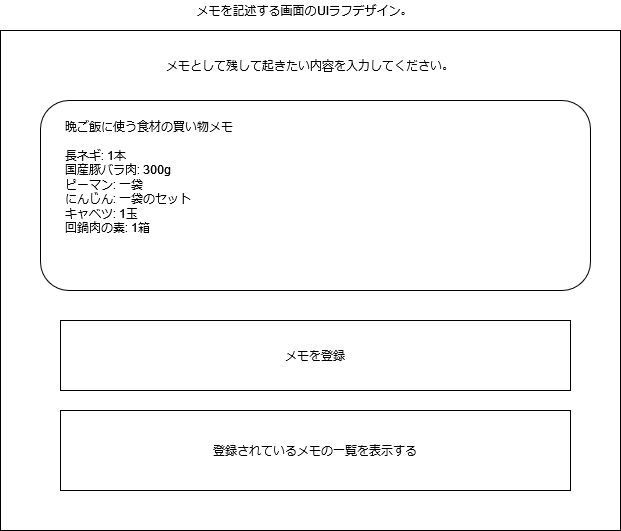 メモを記述する画面のUIラフデザイン。
メモとして残して起きたい内容を入力してください。
晩ご飯に使う食材の買い物メモ
長ネギ: 1本
国産豚バラ肉: 300g
ピーマン: 一袋
にんじん: 一袋のセット
キャベツ: 1玉
回鍋肉の素: 1箱
メモを登録
登録されているメモの一覧を表示する